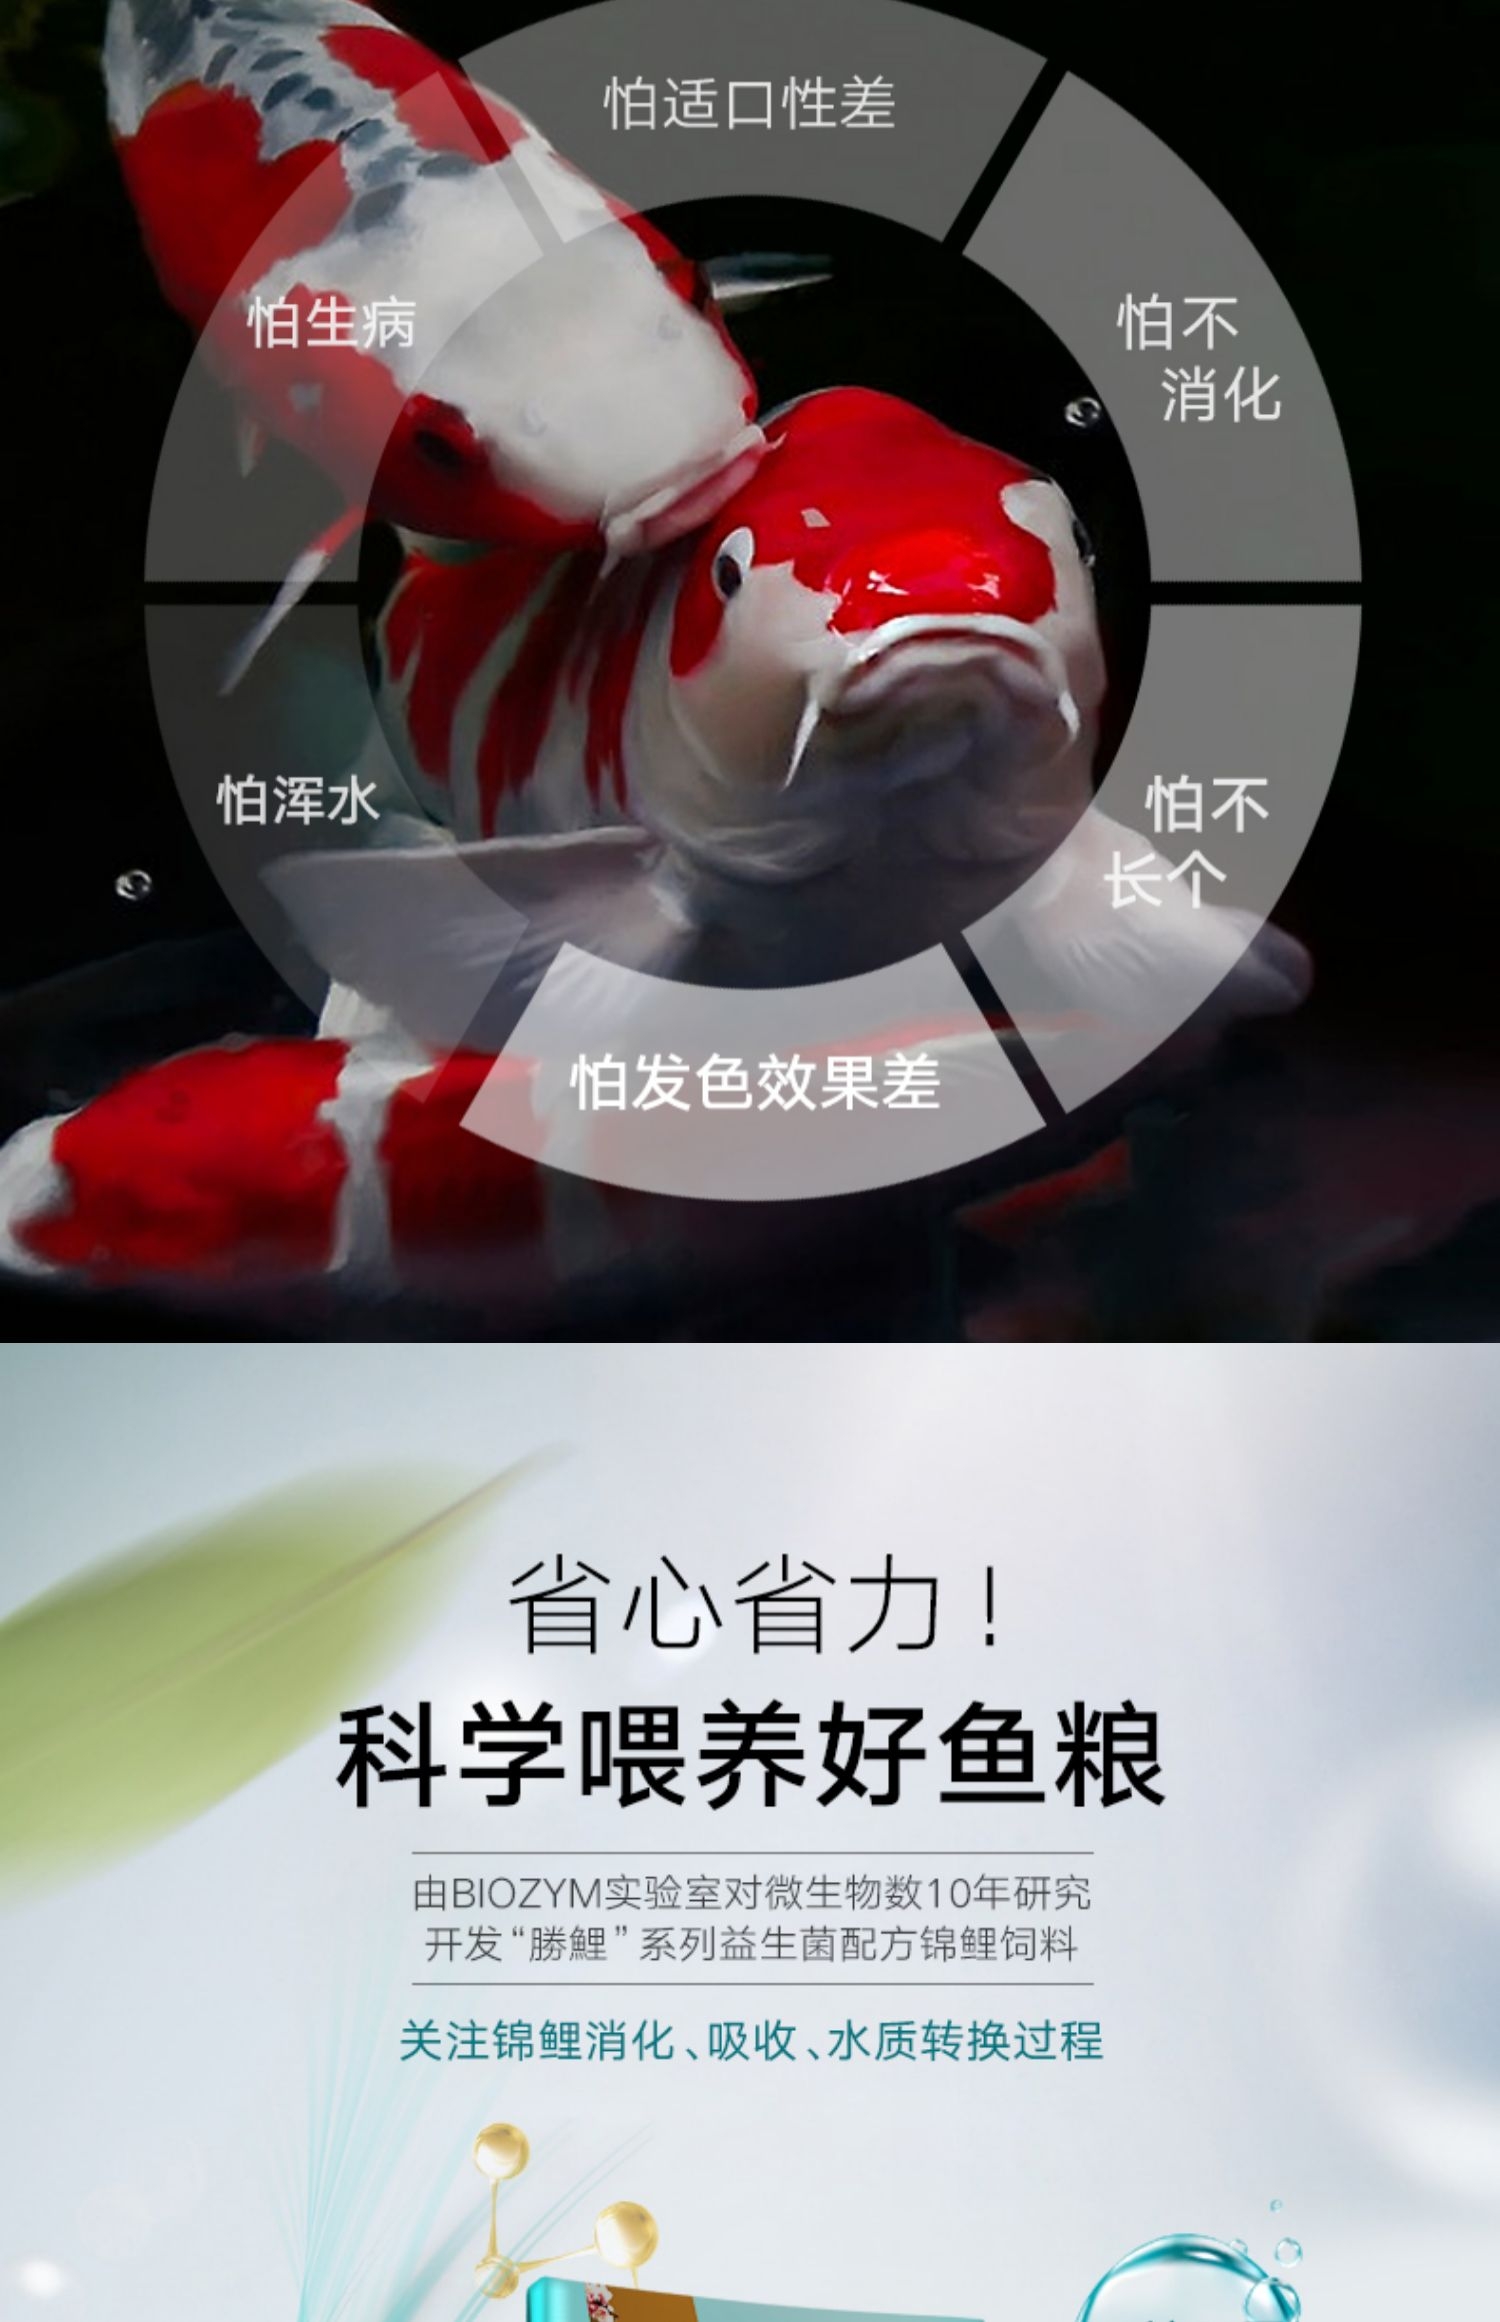 怕适口性差
怕生病
怕不
消化
怕浑水
怕不
长个
怕发色效果差
省心省力！
科学喂养好鱼粮
由BIOZYM实验室对微生物数10年研究
开发“勝鯉”系列益生菌配方锦鲤饲料
关注锦鲤消化、吸收、水质转换过程